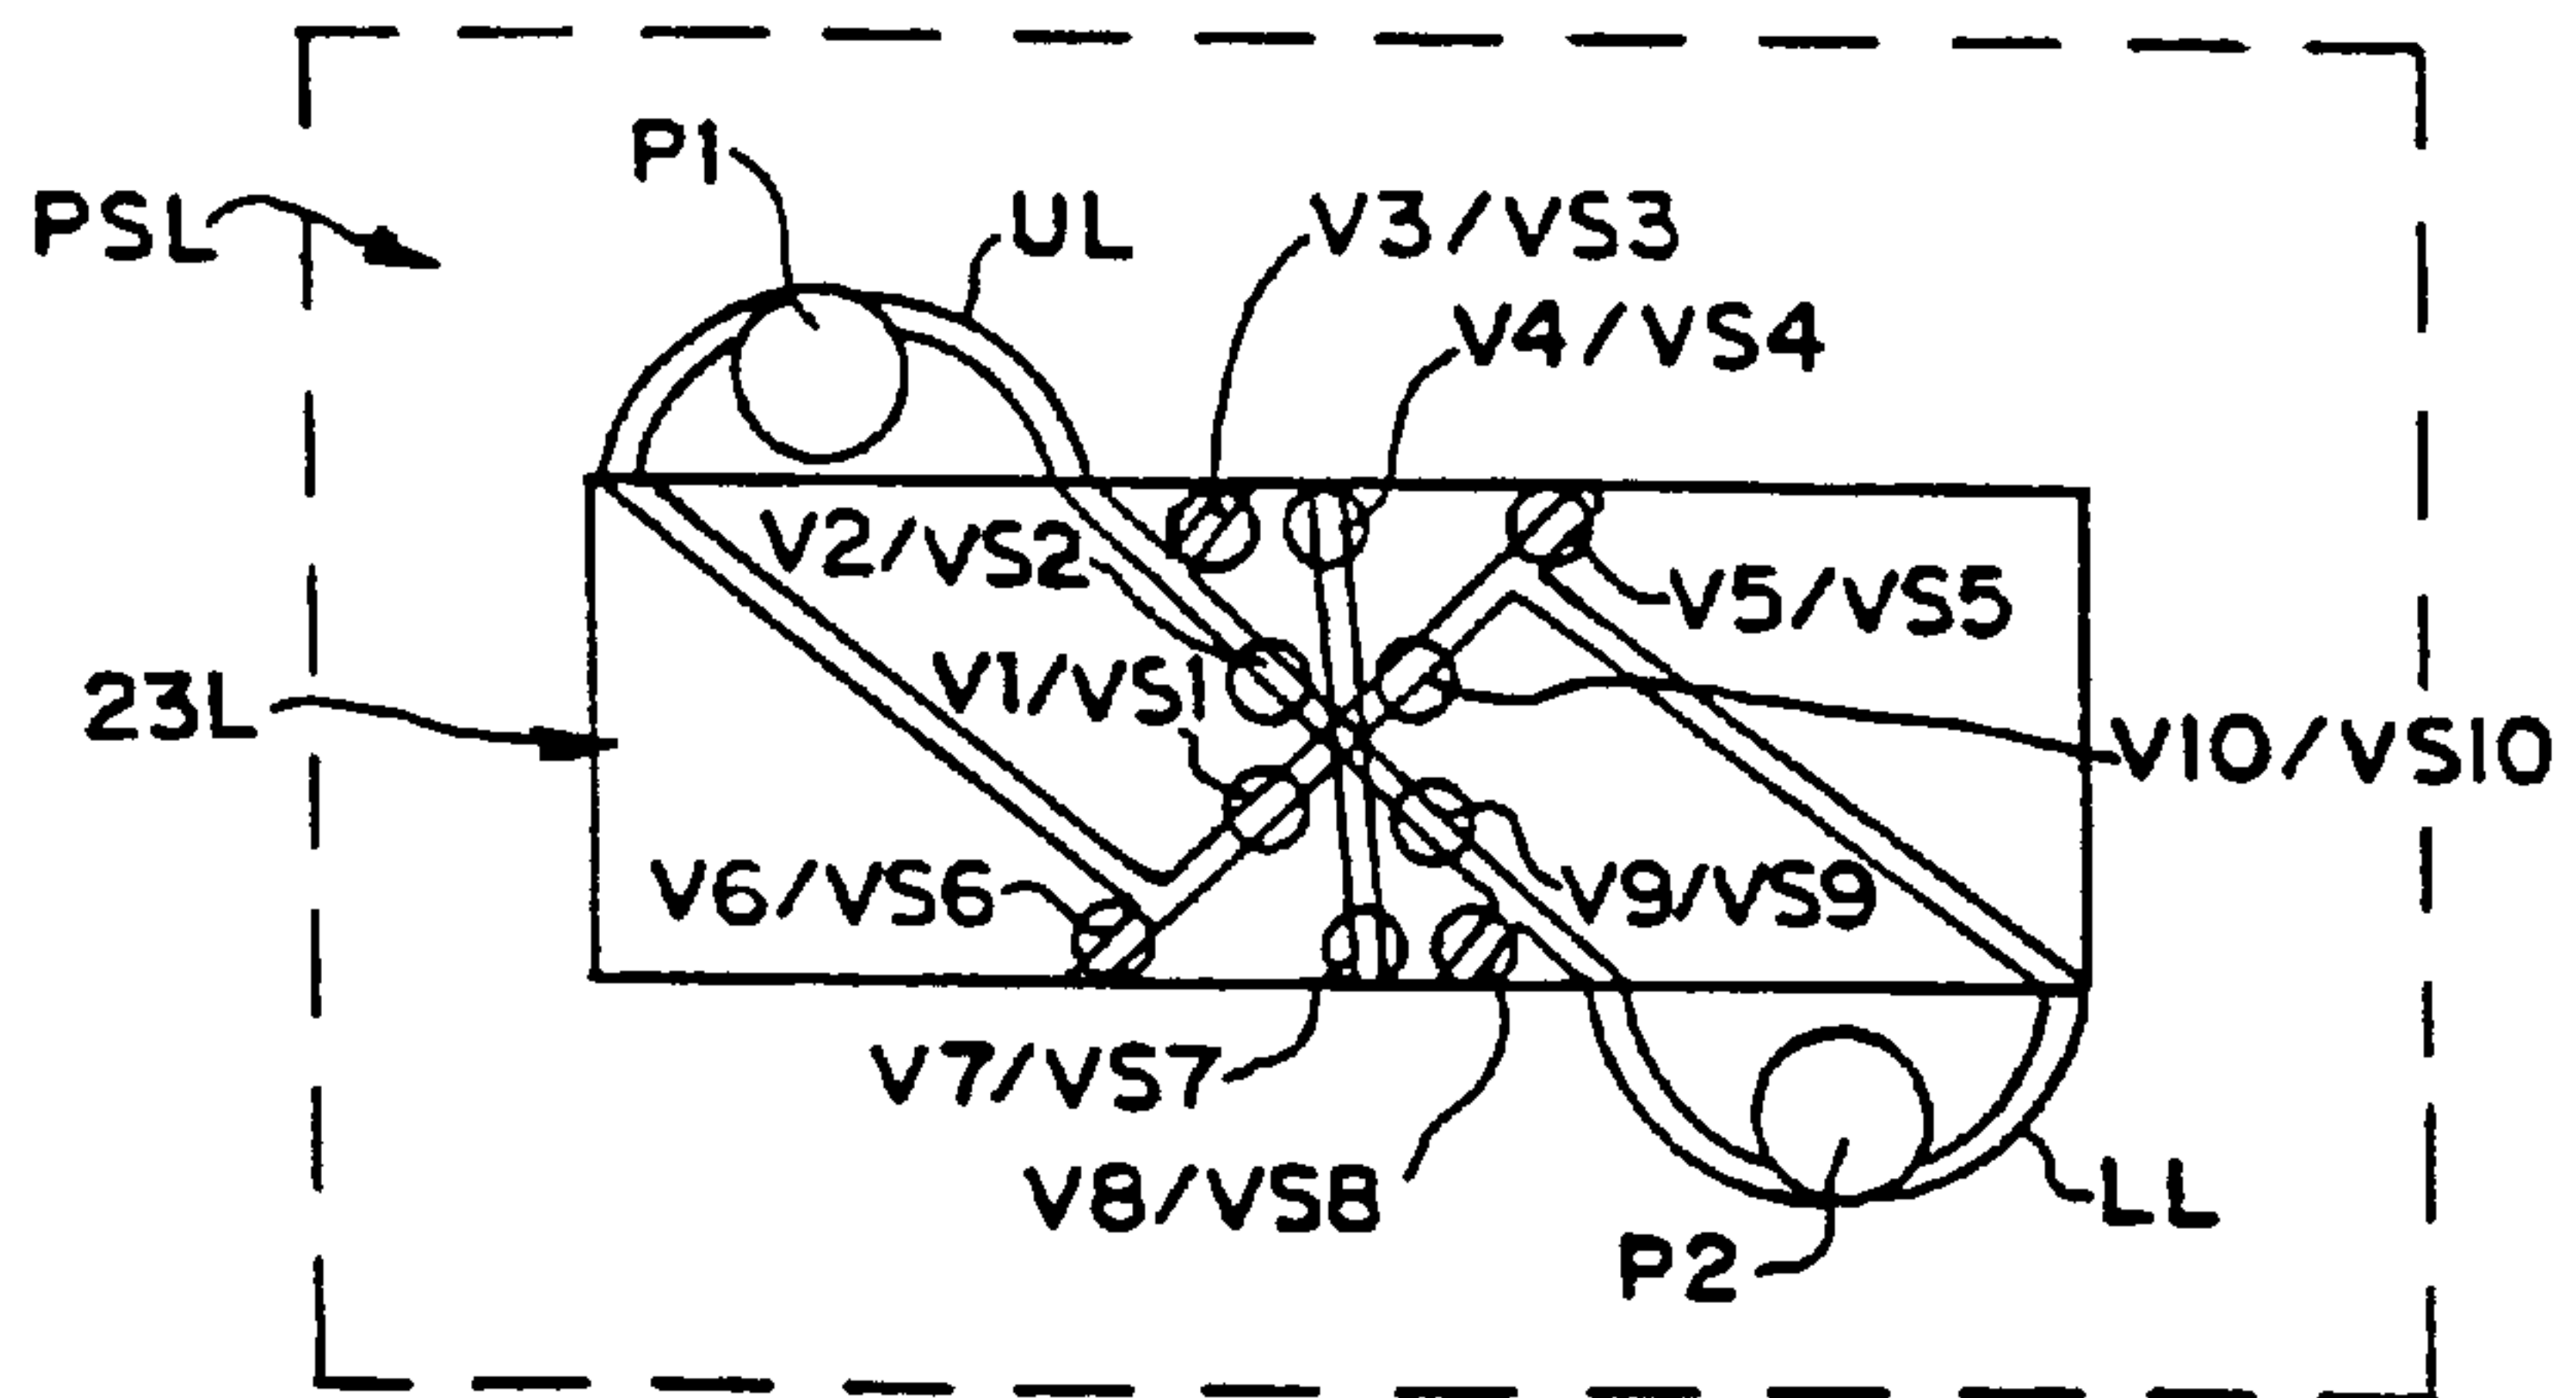 P1
PSL
UL
V3/VS3
V4/VS4
V2/VS2
V5/VS5
V1/VS1
23L
V10/VS10
V6/VS6
V9/VS9
V7/VS7
V8/VS8
LL
P2